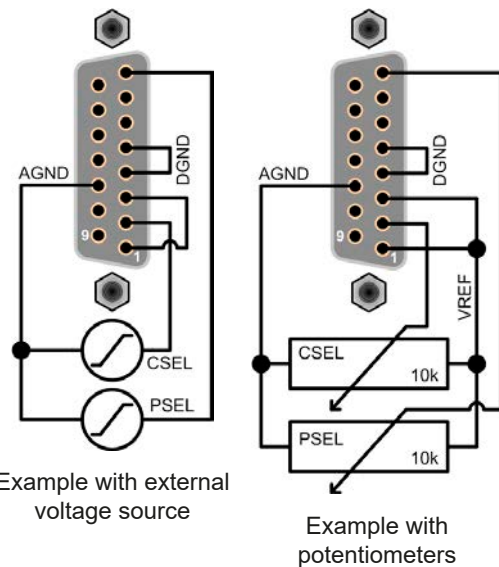 AGND
DGND
9
1
CSEL
PSEL
Example with external
voltage source
AGND
DGND
9
1
VREF
CSEL
10k
PSEL
10k
Example with
potentiometers